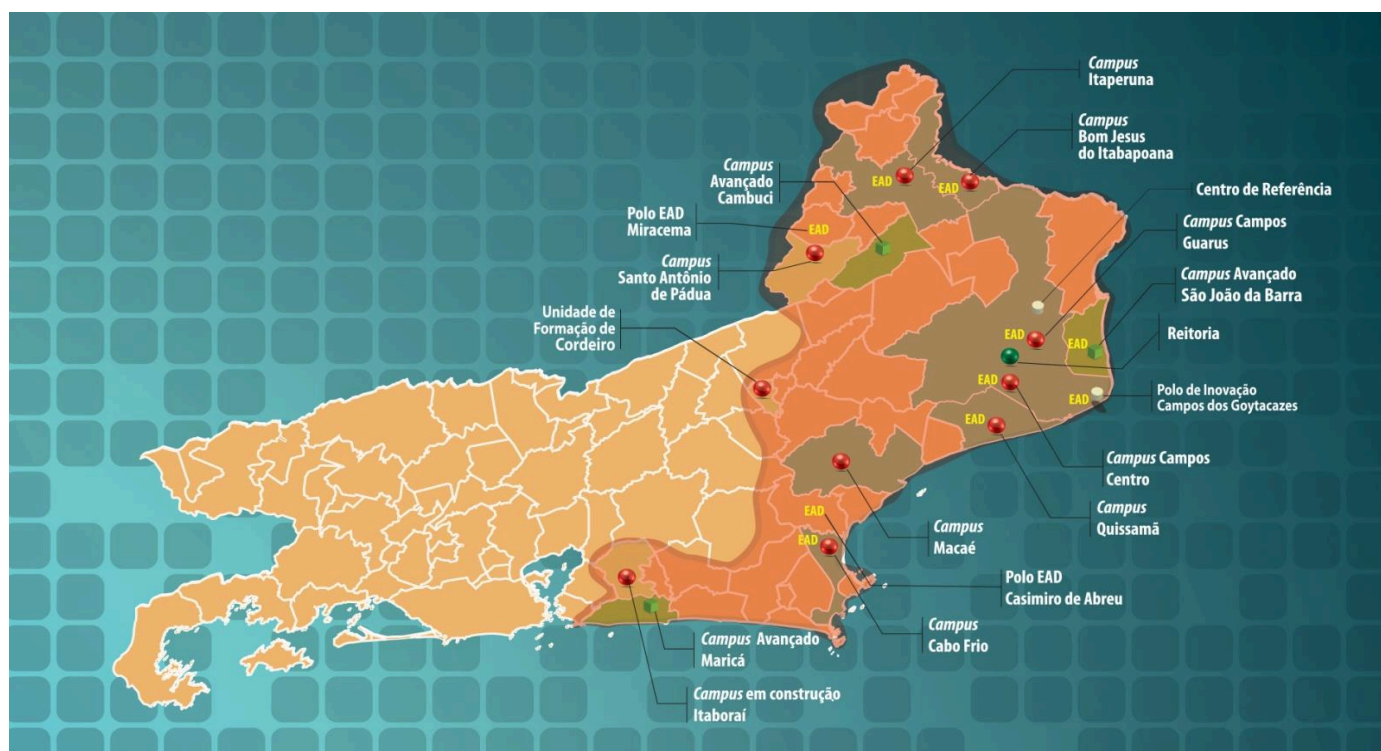 Campus
Itaperuna
Campus
Bom Jesus
do Itabapoana
Campus
Avançado
Cambuci
Centro de Referência
Polo EAD
Miracema
Campus Campos
Guarus
Campus
Santo Antônio
de Pádua
Campus Avançado
São João da Barra
Unidade de
Formação de
Cordeiro
Reitoria
Polo de Inovação
Campos dos Goytacazes
Campus Campos
Centro
Campus
Quissamã
Campus
Macaé
Polo EAD
Casimiro de Abreu
Campus
Cabo Frio
Campus Avançado
Maricá
Campus em construção
Itaboraí
EAD
EAD
EAD
EAD
EAD
EAD
EAD
EAD
EAD
EAD